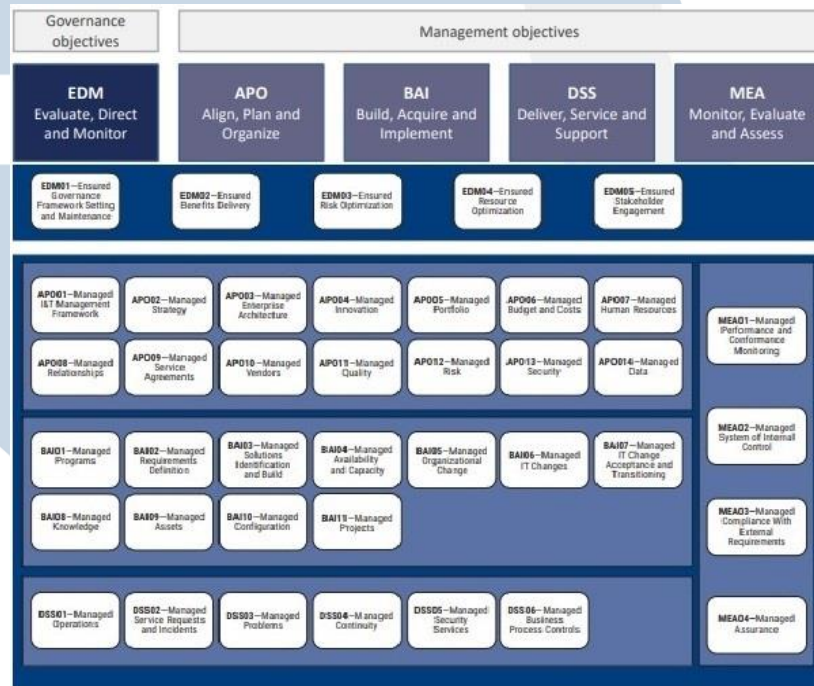 Governance
objectives
Management objectives
EDM
Evaluate, Direct
and Monitor
APO
Align, Plan and
Organize
BAI
Build, Acquire and
Implement
DSS
Deliver, Service and
Support
MEA
Monitor, Evaluate
and Assess
EDM01—Ensured
Governance
Framework Setting
and Maintenance
EDM02—Ensured
Benefits Delivery
EDM03—Ensured
Risk Optimization
EDM04—Ensured
Resource
Optimization
EDM05—Ensured
Stakeholder
Engagement
APO01—Managed
I&T Management
Framework
APO02—Managed
Strategy
APO03—Managed
Enterprise
Architecture
APO04—Managed
Innovation
APO05—Managed
Portfolio
APO06—Managed
Budget and Costs
APO07—Managed
Human Resources
APO08—Managed
Relationships
APO09—Managed
Service
Agreements
APO10—Managed
Vendors
APO11—Managed
Quality
APO12—Managed
Risk
APO13—Managed
Security
APO014—Managed
Data
BAI01—Managed
Programs
BAI02—Managed
Requirements
Definition
BAI03—Managed
Solutions
Identification
and Build
BAI04—Managed
Availability
and Capacity
BAI05—Managed
Organizational
Change
BAI06—Managed
IT Changes
BAI07—Managed
IT Change
Acceptance and
Transitioning
BAI08—Managed
Knowledge
BAI09—Managed
Assets
BAI10—Managed
Configuration
BAI11—Managed
Projects
DSS01—Managed
Operations
DSS02—Managed
Service Requests
and Incidents
DSS03—Managed
Problems
DSS04—Managed
Continuity
DSS05—Managed
Security
Services
DSS06—Managed
Business
Process Controls
MEA01—Managed
Performance and
Conformance
Monitoring
MEA02—Managed
System of Internal
Control
MEA03—Managed
Compliance With
External
Requirements
MEA04—Managed
Assurance